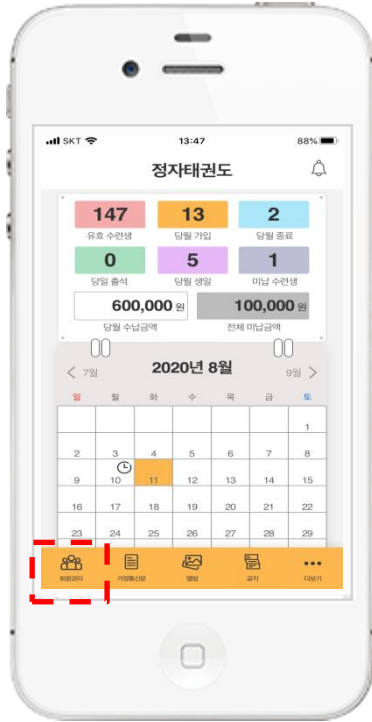 SKT 13:47 88%
정자태권도
147 13 2
유효 수련생 당월 가입 당월 종료
0 5 1
당일 출석 당월 생일 미납 수련생
600,000 원 100,000 원
당월 수납금액 전체 미납금액
7월 2020년 8월 9월
일 월 화 수 목 금 토
1
2 3 4 5 6 7 8
9 10 11 12 13 14 15
16 17 18 19 20 21 22
23 24 25 26 27 28 29
회원관리 가정통신문 앨범 공지 더보기